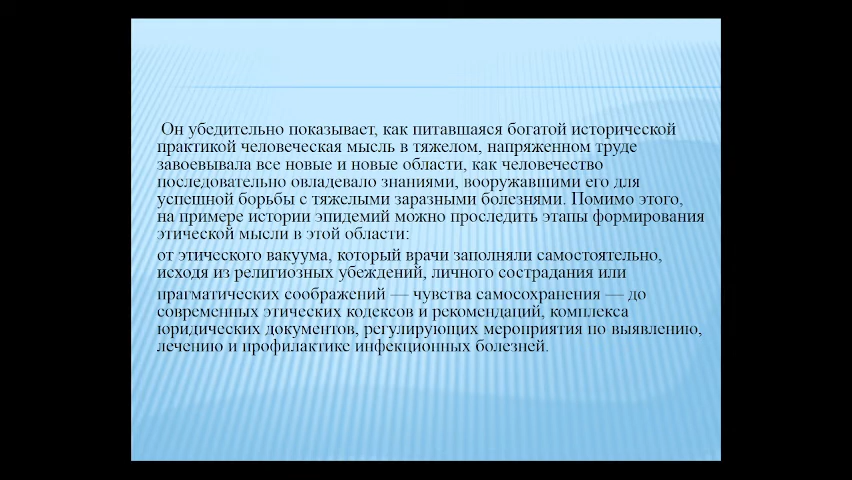 Он убедительно показывает, как питавшаяся богатой исторической
практикой человеческая мысль в тяжелом, напряженном труде
завоевывала все новые и новые области, как человечество
последовательно овладевало знаниями, вооружавшими его для
успешной борьбы с тяжелыми заразными болезнями. Помимо этого,
на примере истории эпидемий можно проследить этапы формирования
этической мысли в этой области:
от этического вакуума, который врачи заполняли самостоятельно,
исходя из религиозных убеждений, личного сострадания или
прагматических соображений — чувства самосохранения — до
современных этических кодексов и рекомендаций, комплекса
юридических документов, регулирующих мероприятия по выявлению,
лечению и профилактике инфекционных болезней.